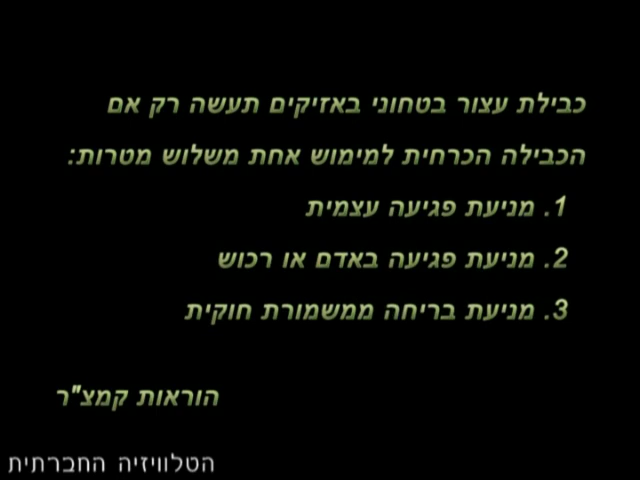 כבילת עצור בטחוני באזיקים תעשה רק אם
הכבילה הכרחית למימוש אחת משלוש מטרות:
1. מניעת פגיעה עצמית
2. מניעת פגיעה באדם או רכוש
3. מניעת בריחה ממשמורת חוקית
הוראות קמצ"ר
הטלוויזיה החברתית